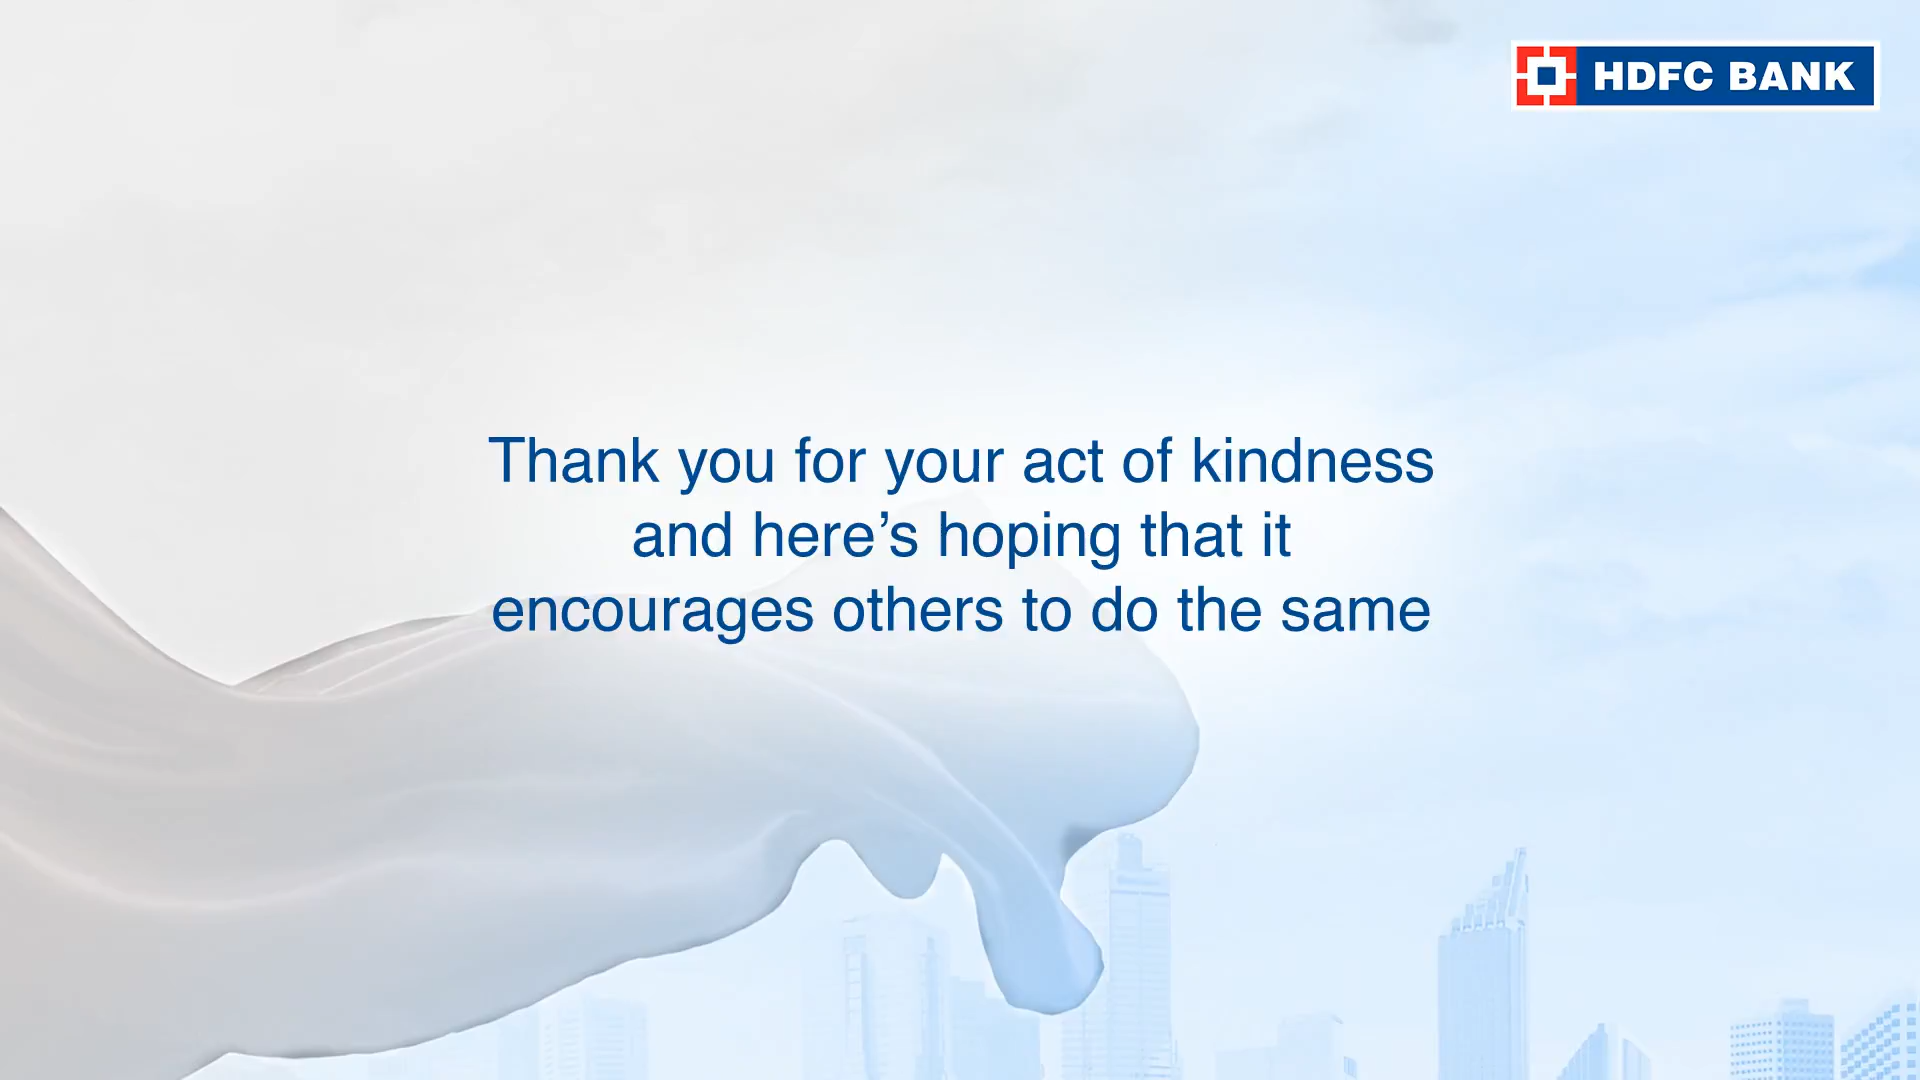 HDFC BANK
Thank you for your act of kindness
and here’s hoping that it
encourages others to do the same